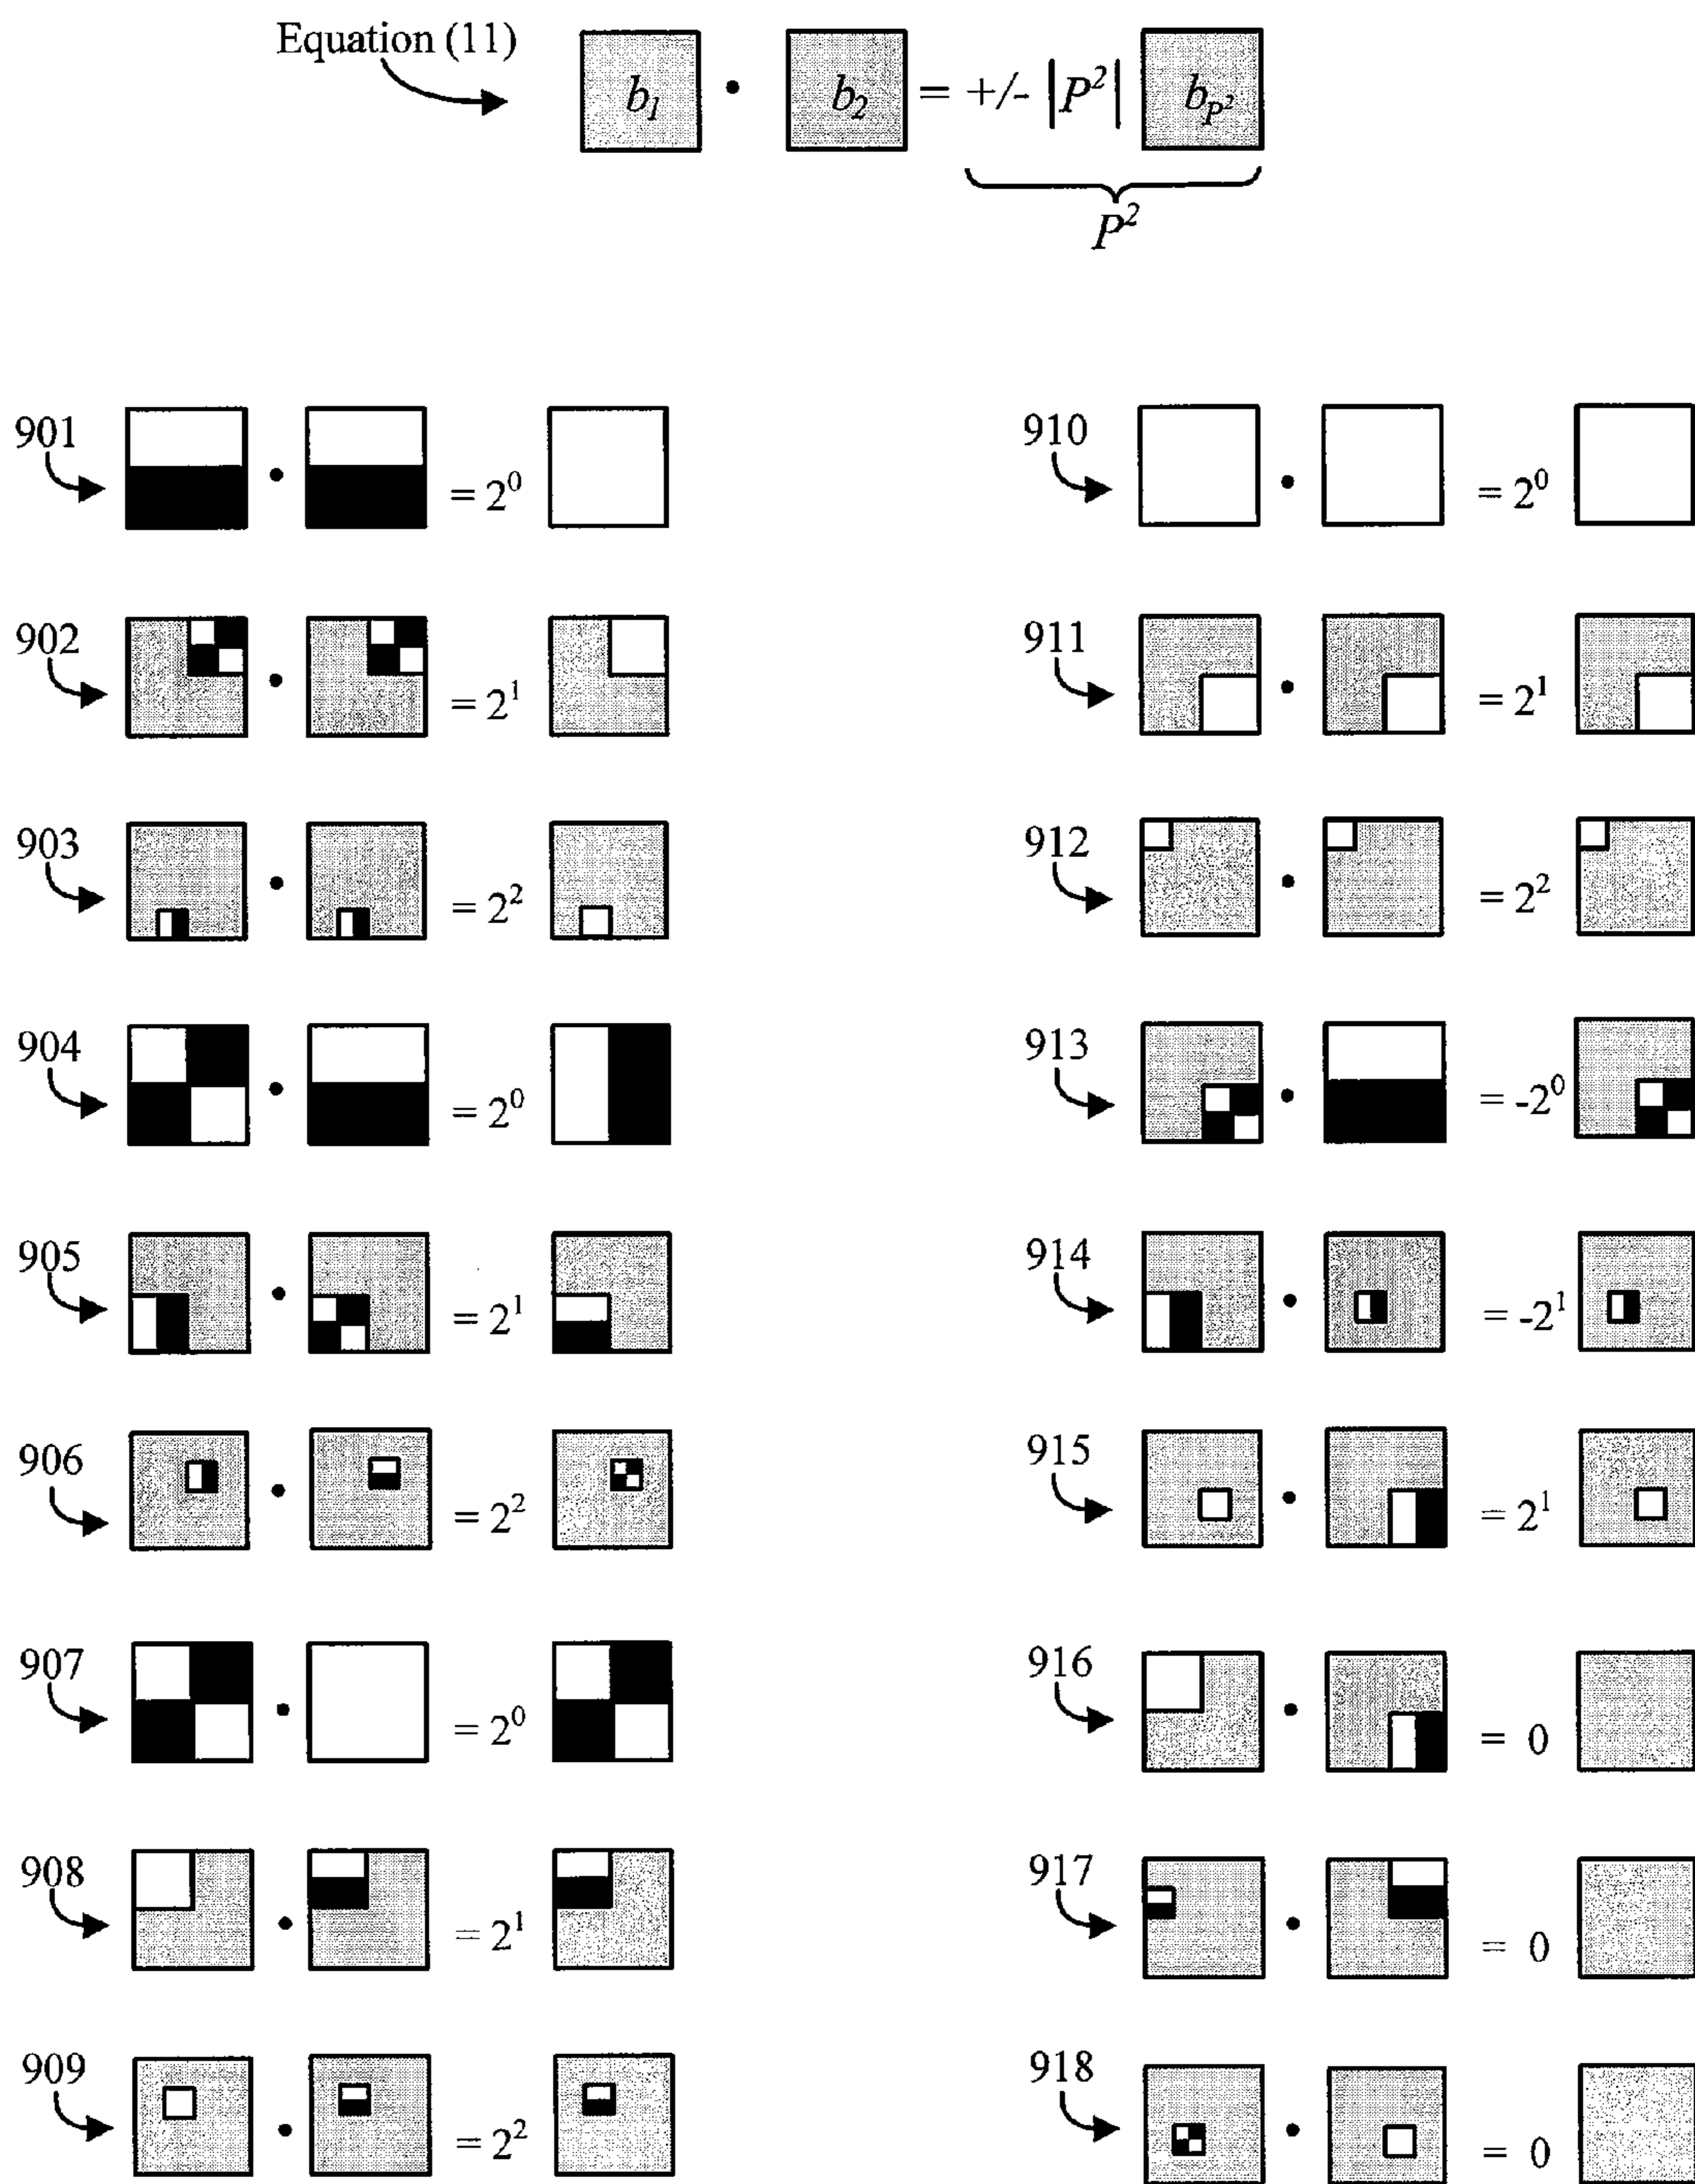 Equation (11)
b₁ • b₂ = +/- |P²| b_P²
P²
901 • = 2⁰
910 • = 2⁰
902 • = 2¹
911 • = 2¹
903 • = 2²
912 • = 2²
904 • = 2⁰
913 • = -2⁰
905 • = 2¹
914 • = -2¹
906 • = 2²
915 • = 2¹
907 • = 2⁰
916 • = 0
908 • = 2¹
917 • = 0
909 • = 2²
918 • = 0